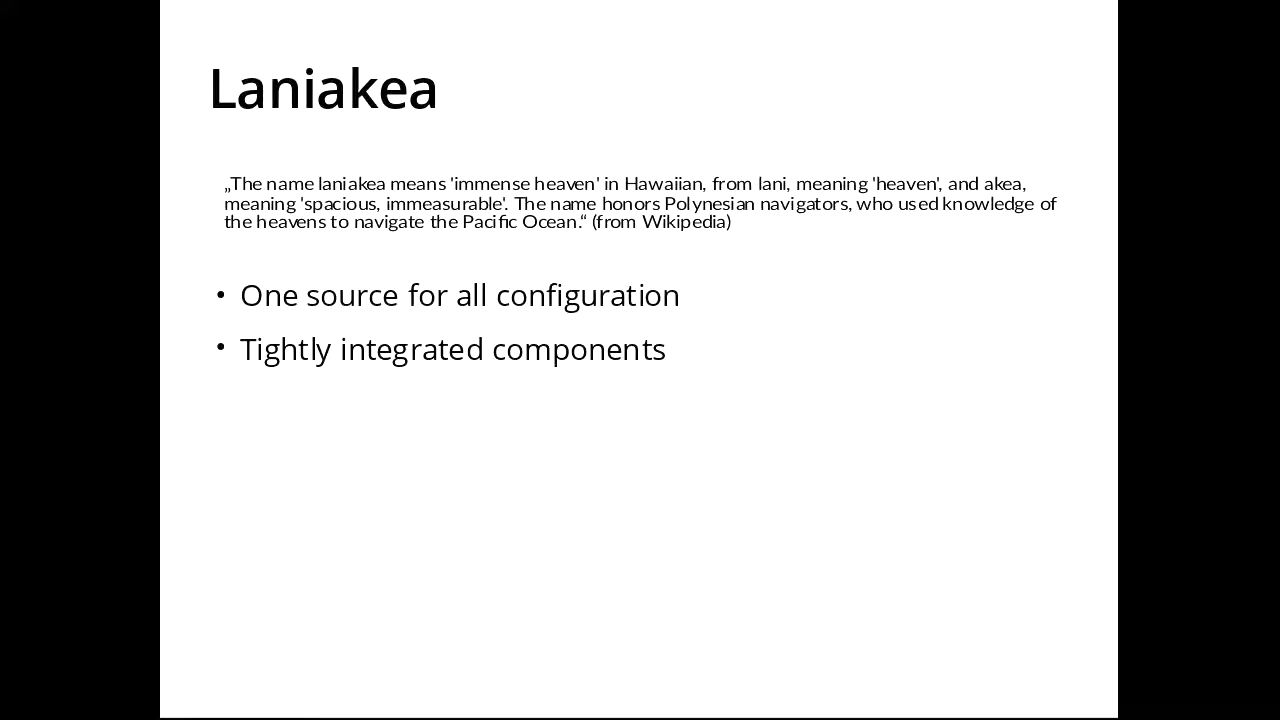 Laniakea
„The name laniakea means 'immense heaven' in Hawaiian, from lani, meaning 'heaven', and akea,
meaning 'spacious, immeasurable'. The name honors Polynesian navigators, who used knowledge of
the heavens to navigate the Pacific Ocean.“ (from Wikipedia)
• One source for all configuration
• Tightly integrated components